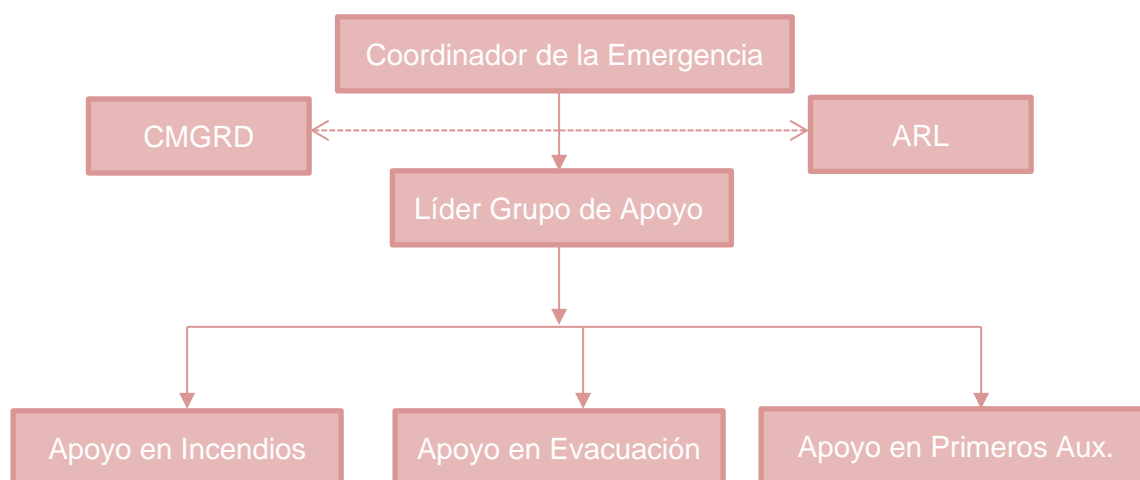 Coordinador de la Emergencia
CMGRD
ARL
Líder Grupo de Apoyo
Apoyo en Incendios
Apoyo en Evacuación
Apoyo en Primeros Aux.